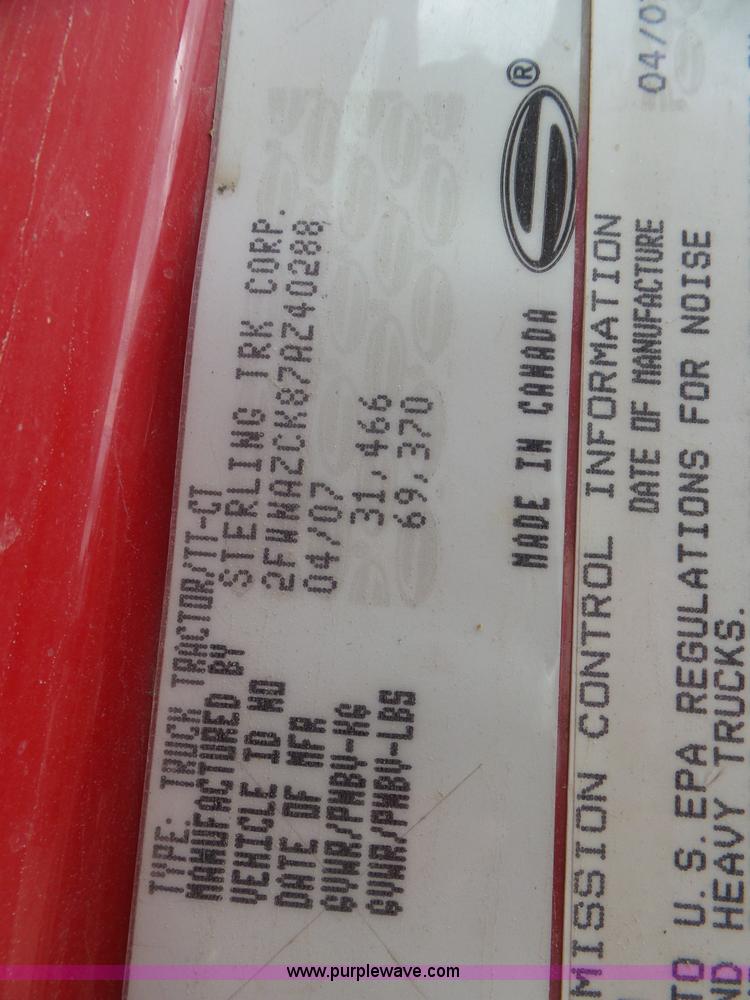 TYPE: TRUCK TRACTOR/TT-CT
MANUFACTURED BY STERLING TRK CORP.
VEHICLE ID NO 2FWWAZCK87AZ40288
DATE OF MFR 04/07
GVWR/PNBV-KG 31,466
GVWR/PNBV-LBS 69,370
MADE IN CANADA ®
MISSION CONTROL INFORMATION
DATE OF MANUFACTURE 04/07
TO U.S. EPA REGULATIONS FOR NOISE
ND HEAVY TRUCKS.
www.purplewave.com